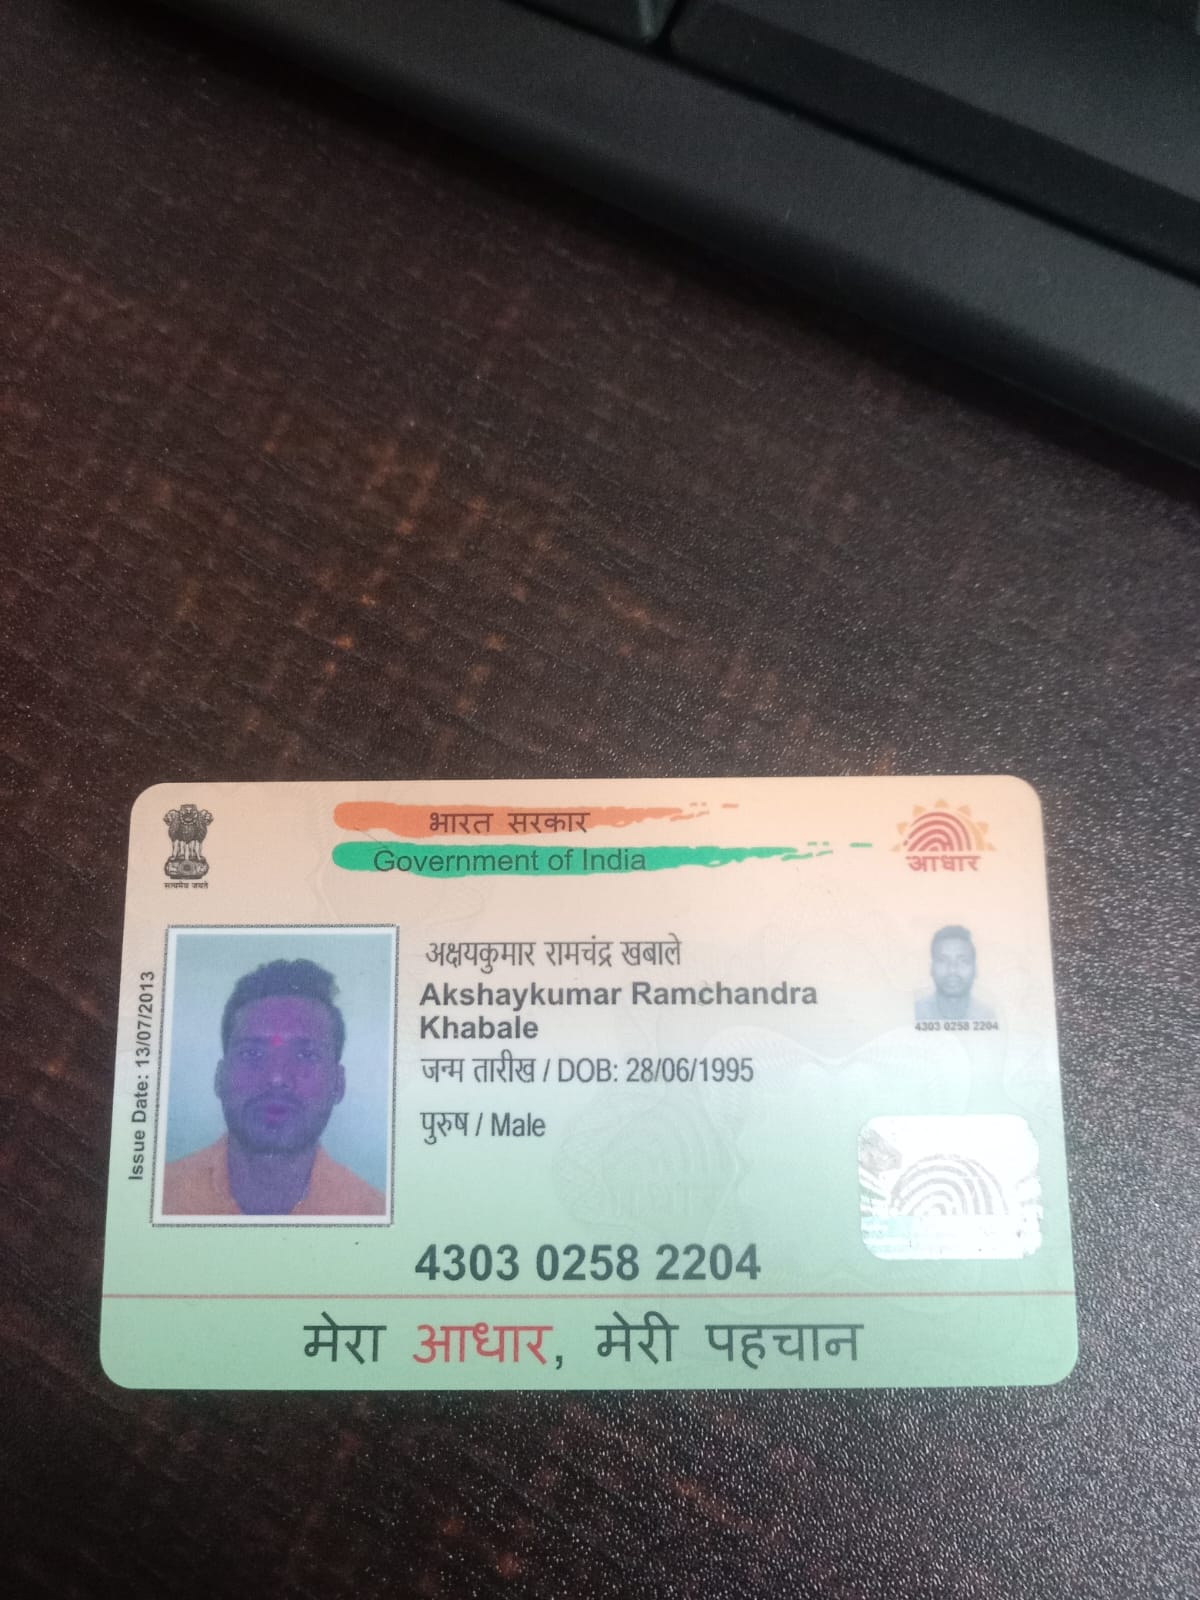 भारत सरकार
Government of India
सत्यमेव जयते
आधार
Issue Date: 13/07/2013
अक्षयकुमार रामचंद्र खबाले
Akshaykumar Ramchandra
Khabale
जन्म तारीख / DOB: 28/06/1995
पुरुष / Male
4303 0258 2204
4303 0258 2204
मेरा आधार, मेरी पहचान